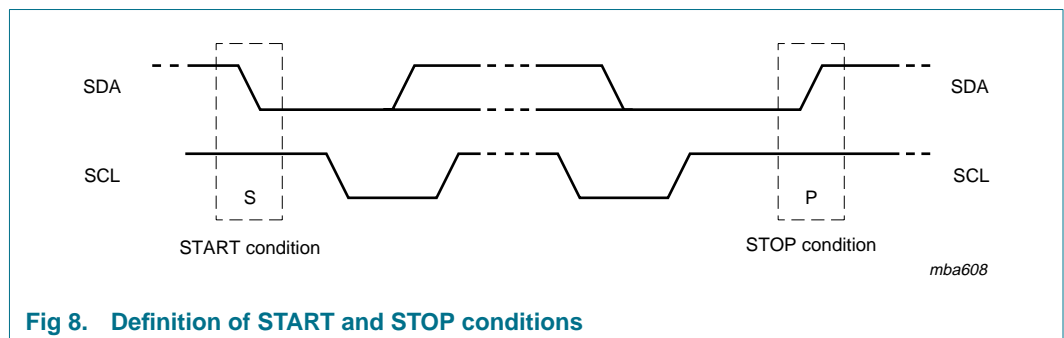 SDA SDA
SCL SCL
S P
START condition STOP condition
mba608
Fig 8. Definition of START and STOP conditions